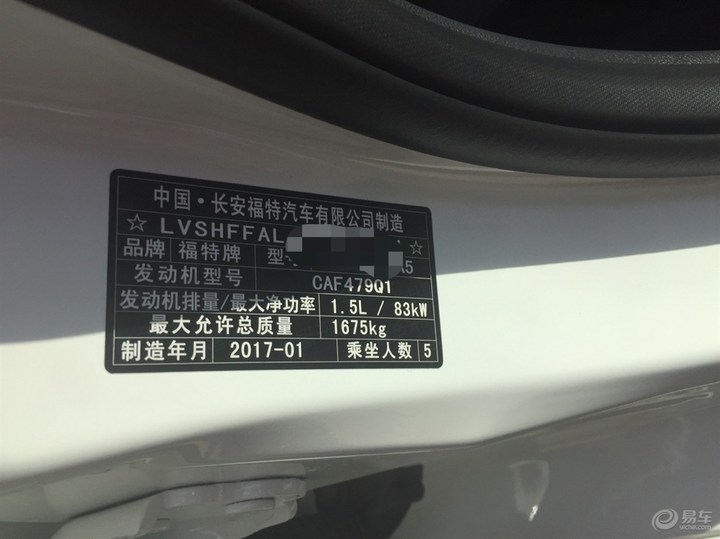 中国·长安福特汽车有限公司制造
☆LVSHFFAL ☆
品牌 福特牌 型 A5
发动机型号 CAF479Q1
发动机排量/最大净功率 1.5L / 83kW
最大允许总质量 1675kg
制造年月 2017-01 乘坐人数 5
易车
yiche.com